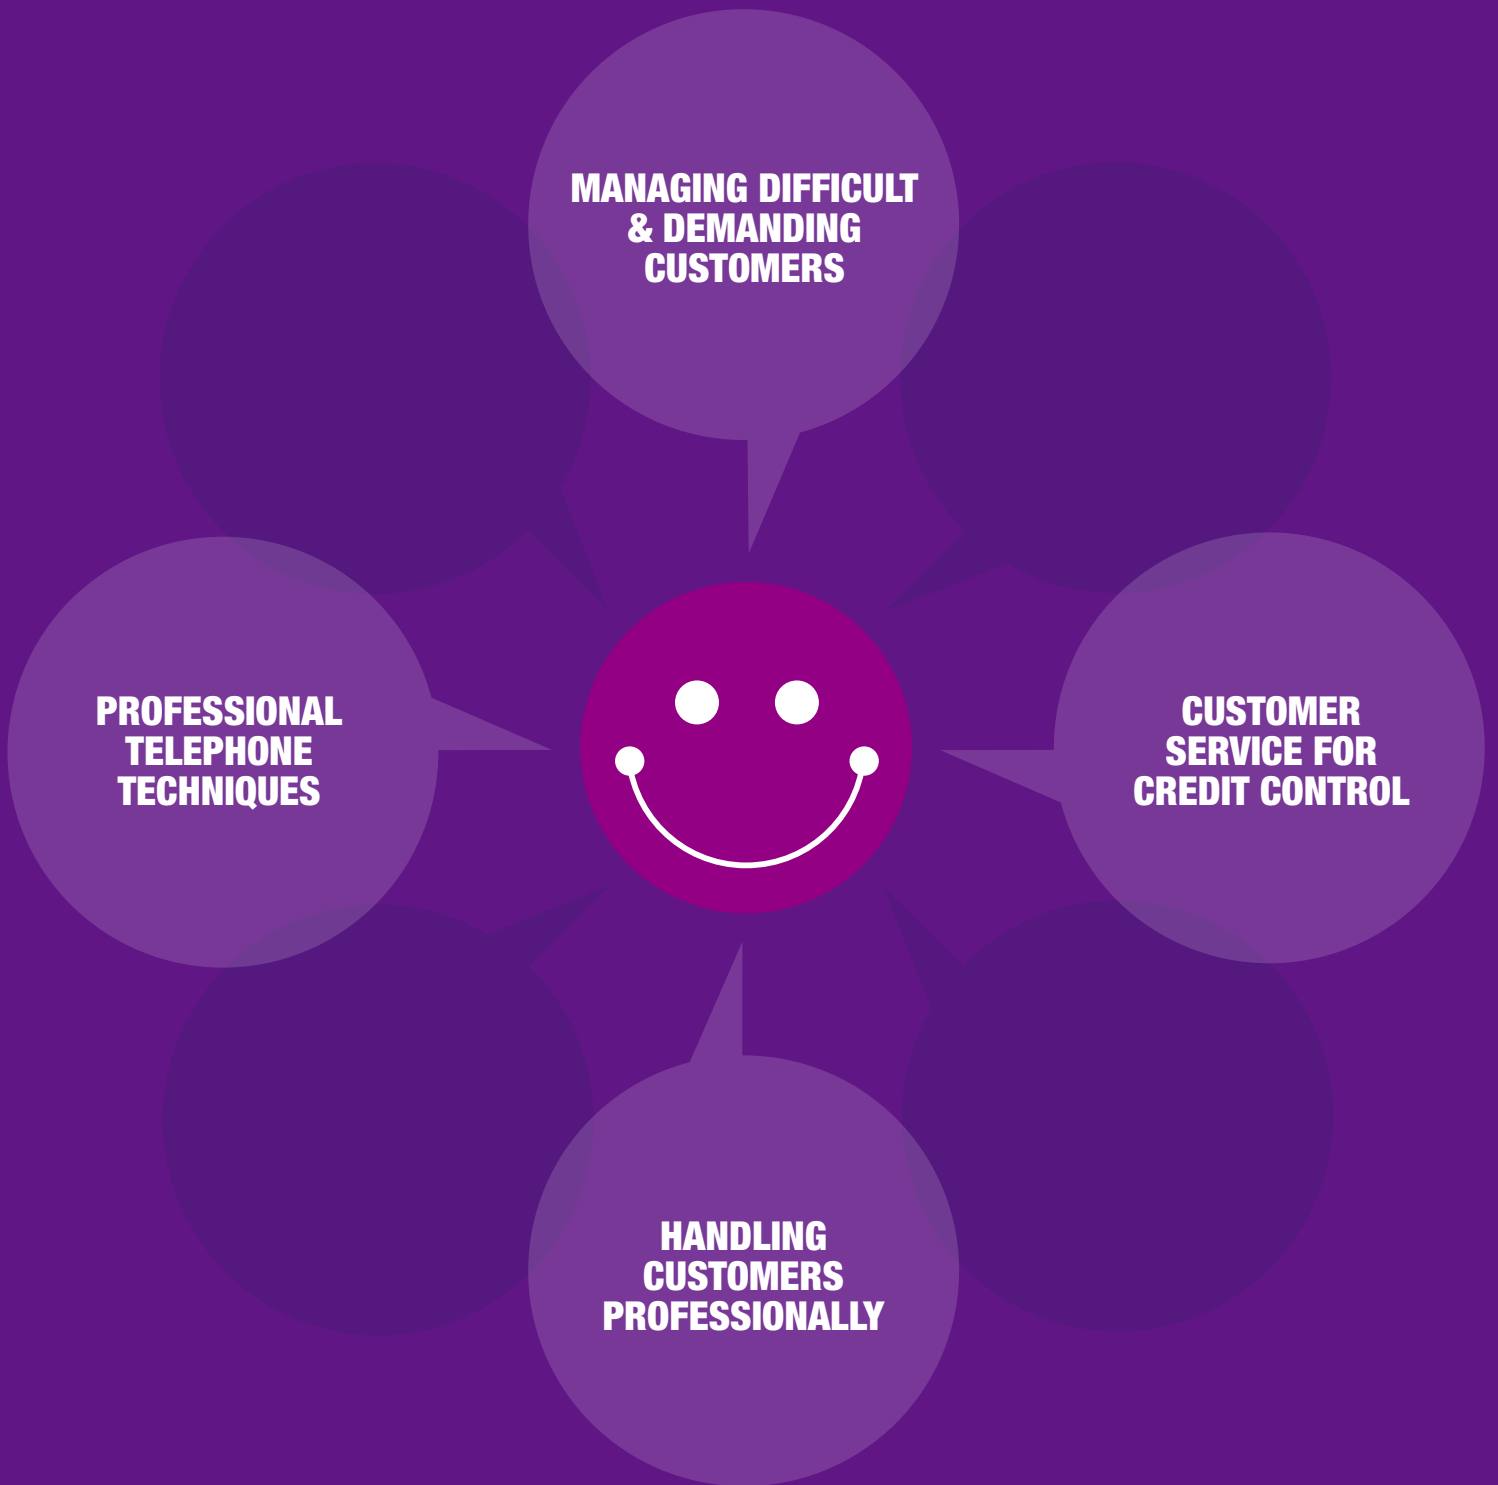 MANAGING DIFFICULT
& DEMANDING
CUSTOMERS
PROFESSIONAL
TELEPHONE
TECHNIQUES
CUSTOMER
SERVICE FOR
CREDIT CONTROL
HANDLING
CUSTOMERS
PROFESSIONALLY